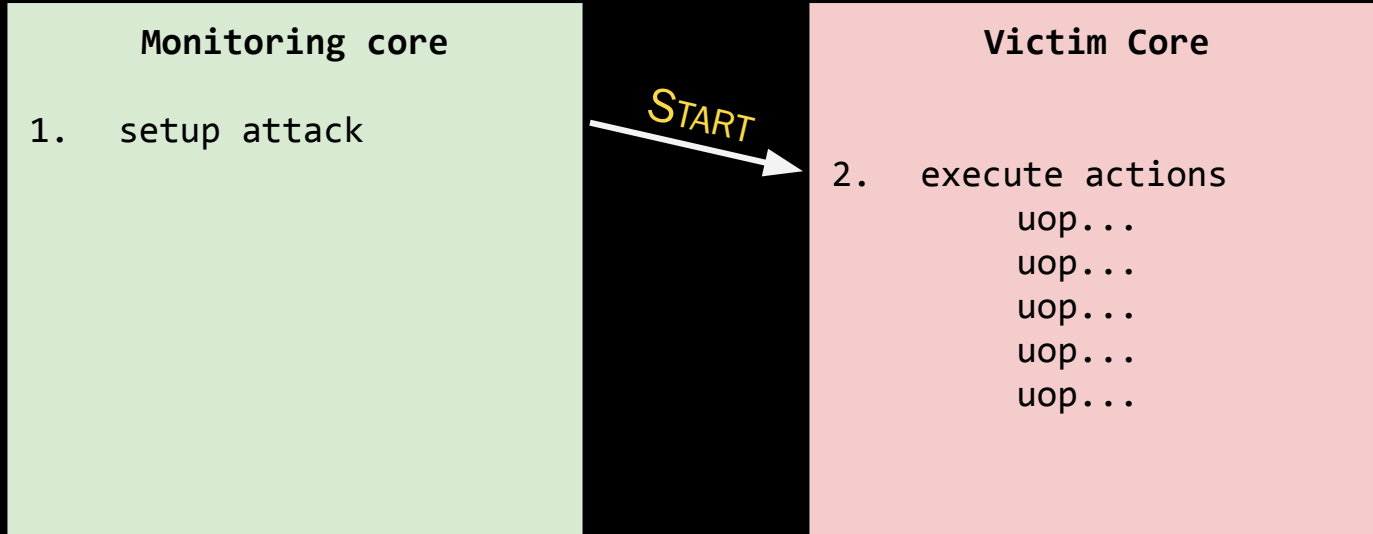 Monitoring core
1. setup attack
START
Victim Core
2. execute actions
uop...
uop...
uop...
uop...
uop...